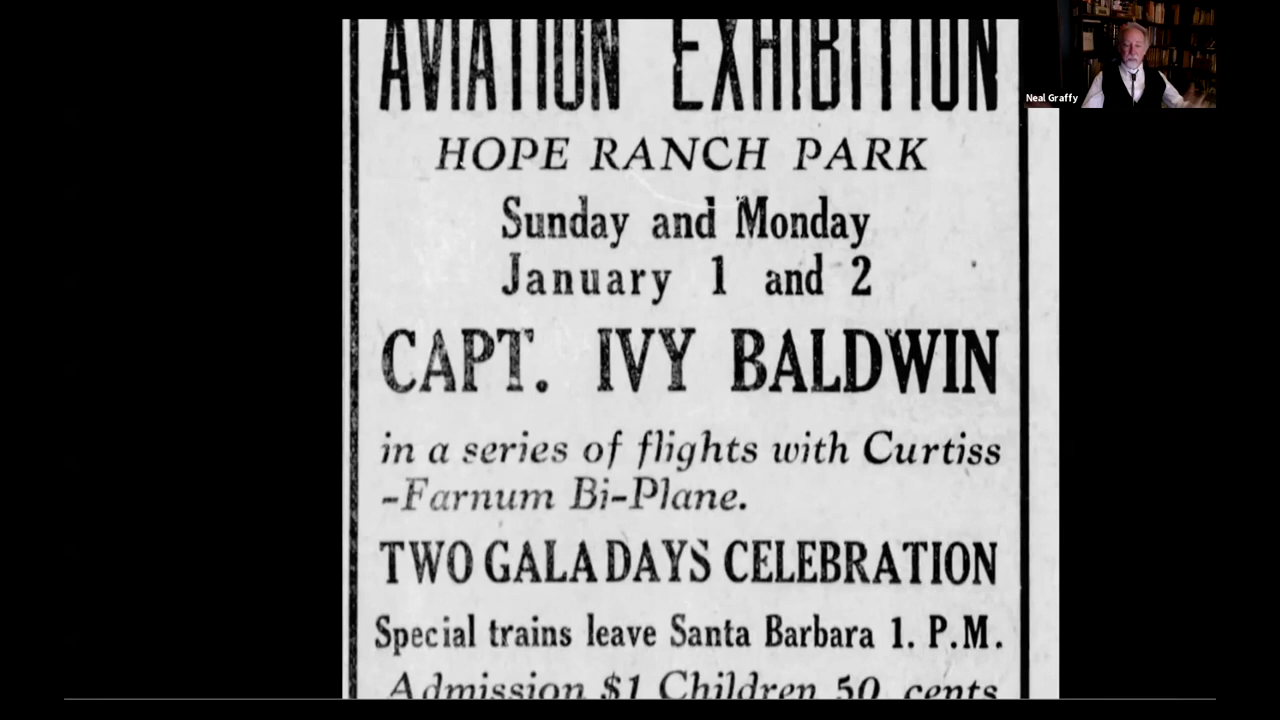 AVIATION EXHIBITION
HOPE RANCH PARK
Sunday and Monday
January 1 and 2
CAPT. IVY BALDWIN
in a series of flights with Curtiss
-Farnum Bi-Plane.
TWO GALA DAYS CELEBRATION
Special trains leave Santa Barbara 1. P.M.
Admission $1 Children 50 cents
Neal Graffy